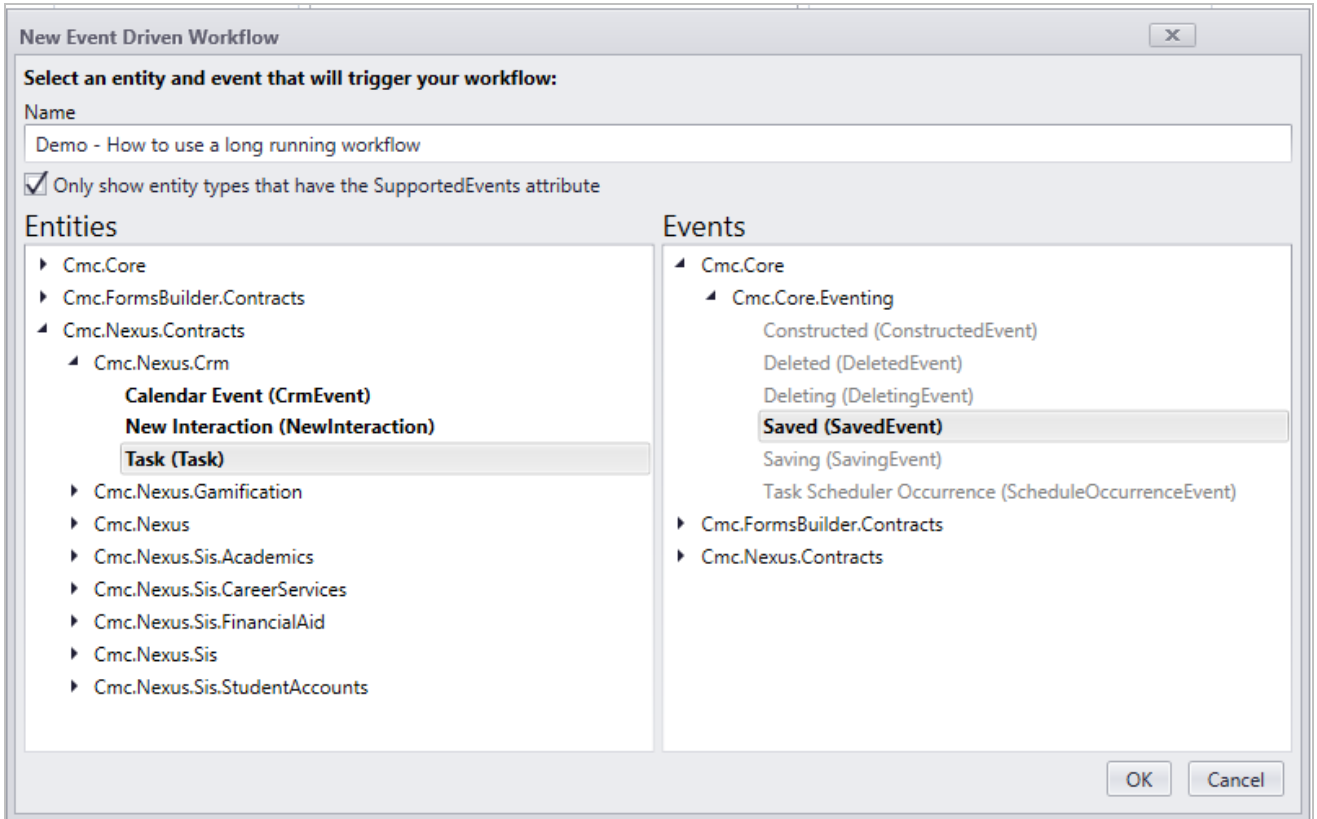 New Event Driven Workflow
Select an entity and event that will trigger your workflow:
Name
Demo - How to use a long running workflow
Only show entity types that have the SupportedEvents attribute
Entities
Cmc.Core
Cmc.FormsBuilder.Contracts
Cmc.Nexus.Contracts
Cmc.Nexus.Crm
Calendar Event (CrmEvent)
New Interaction (NewInteraction)
Task (Task)
Cmc.Nexus.Gamification
Cmc.Nexus
Cmc.Nexus.Sis.Academics
Cmc.Nexus.Sis.CareerServices
Cmc.Nexus.Sis.FinancialAid
Cmc.Nexus.Sis
Cmc.Nexus.Sis.StudentAccounts
Events
Cmc.Core
Cmc.Core.Eventing
Constructed (ConstructedEvent)
Deleted (DeletedEvent)
Deleting (DeletingEvent)
Saved (SavedEvent)
Saving (SavingEvent)
Task Scheduler Occurrence (ScheduleOccurrenceEvent)
Cmc.FormsBuilder.Contracts
Cmc.Nexus.Contracts
OK
Cancel